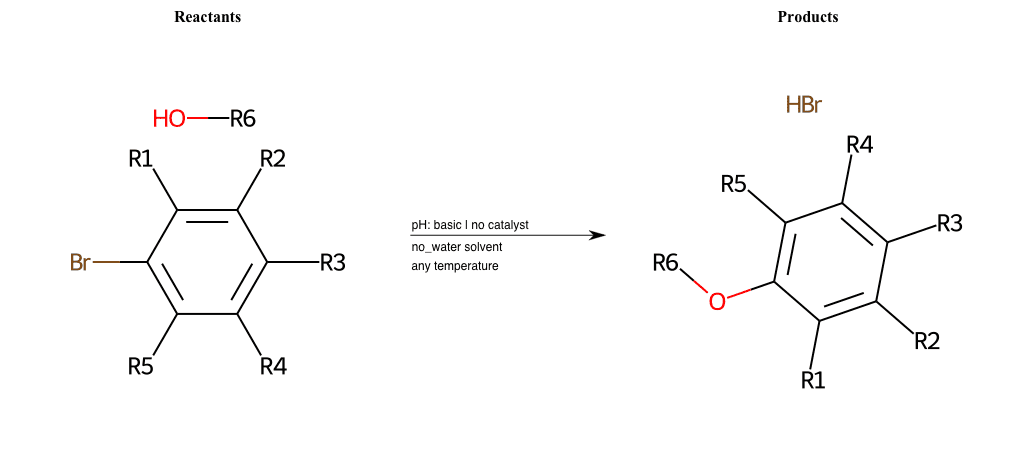 Reactants
Products
HO R6
R1 R2
Br R3
R5 R4
pH: basic | no catalyst
no_water solvent
any temperature
HBr
R4
R5
R3
R6
O
R2
R1